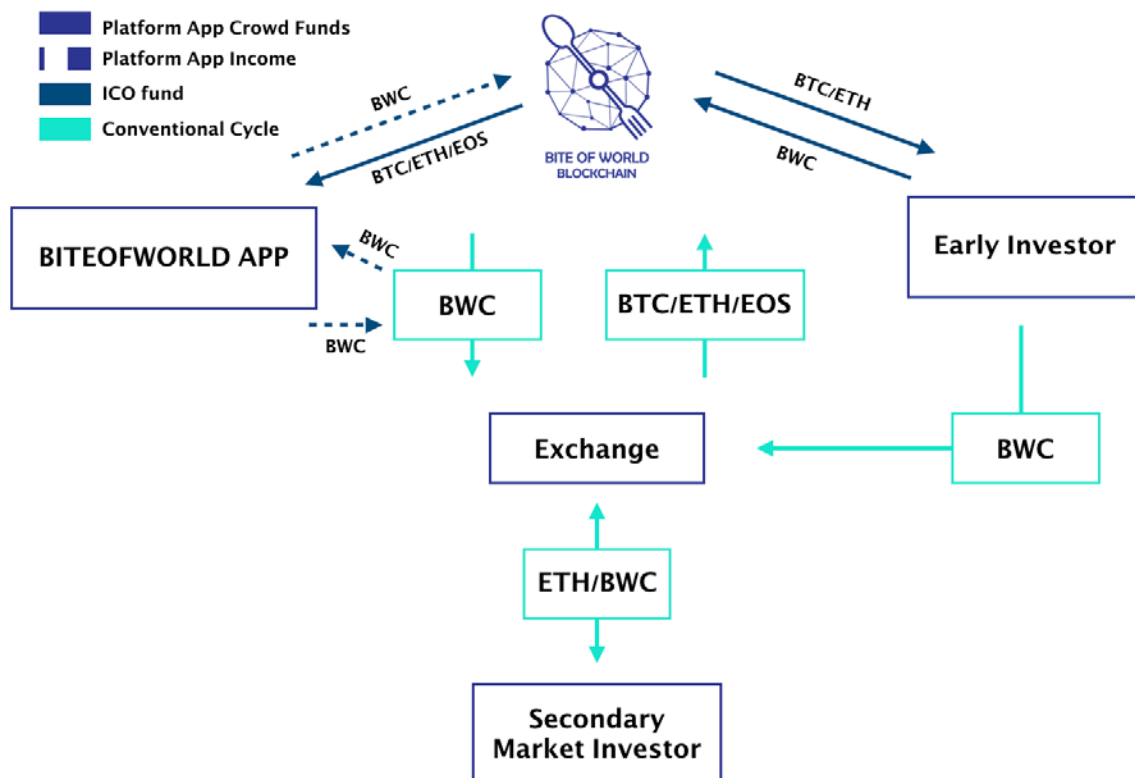 Platform App Crowd Funds
Platform App Income
ICO fund
Conventional Cycle
BWC
BTC/ETH/EOS
BITE OF WORLD
BLOCKCHAIN
BTC/ETH
BWC
BITEOFWORLD APP
BWC
BWC
BWC
BTC/ETH/EOS
Early Investor
Exchange
BWC
ETH/BWC
Secondary
Market Investor